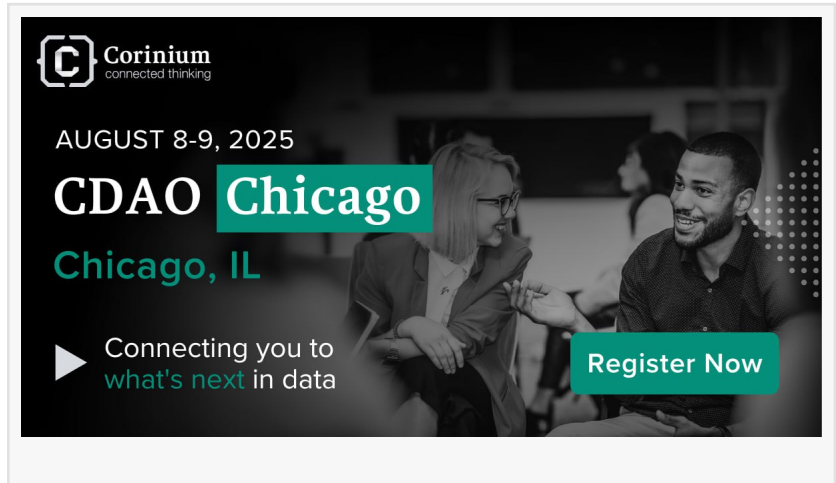 C
Corinium
connected thinking
AUGUST 8-9, 2025
CDAO Chicago
Chicago, IL
Connecting you to
what's next in data
Register Now